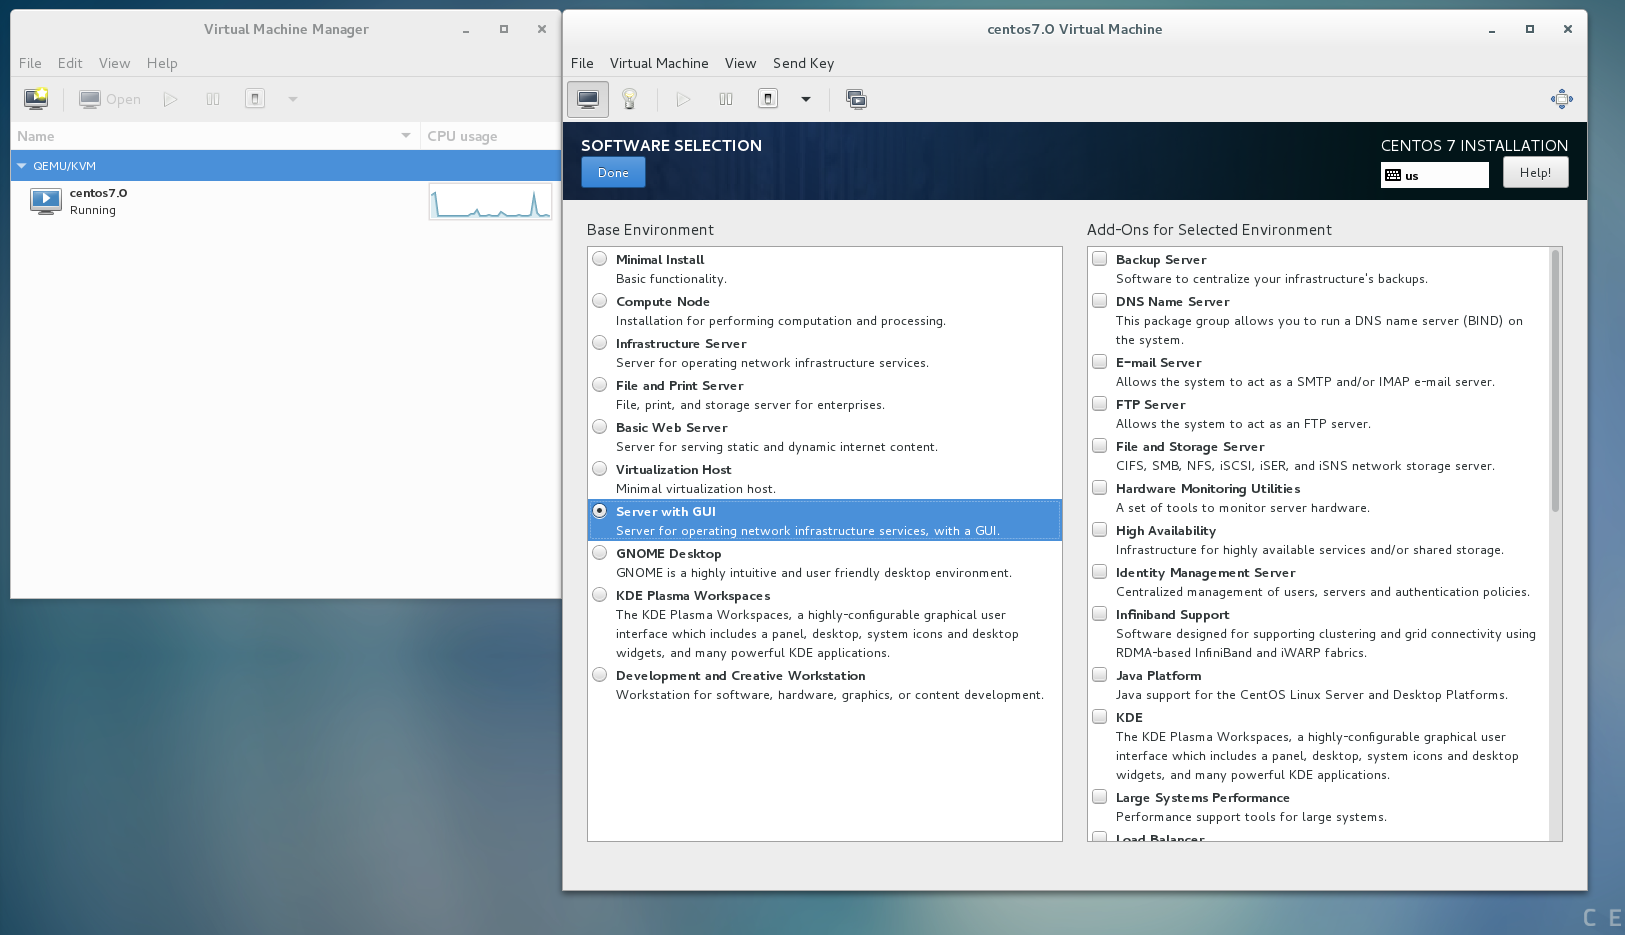 Virtual Machine Manager
File Edit View Help
Open
Name CPU usage
QEMU/KVM
centos7.0
Running
centos7.0 Virtual Machine
File Virtual Machine View Send Key
SOFTWARE SELECTION
Done
CENTOS 7 INSTALLATION
us
Help!
Base Environment
Minimal Install
Basic functionality.
Compute Node
Installation for performing computation and processing.
Infrastructure Server
Server for operating network infrastructure services.
File and Print Server
File, print, and storage server for enterprises.
Basic Web Server
Server for serving static and dynamic internet content.
Virtualization Host
Minimal virtualization host.
Server with GUI
Server for operating network infrastructure services, with a GUI.
GNOME Desktop
GNOME is a highly intuitive and user friendly desktop environment.
KDE Plasma Workspaces
The KDE Plasma Workspaces, a highly-configurable graphical user
interface which includes a panel, desktop, system icons and desktop
widgets, and many powerful KDE applications.
Development and Creative Workstation
Workstation for software, hardware, graphics, or content development.
Add-Ons for Selected Environment
Backup Server
Software to centralize your infrastructure's backups.
DNS Name Server
This package group allows you to run a DNS name server (BIND) on
the system.
E-mail Server
Allows the system to act as a SMTP and/or IMAP e-mail server.
FTP Server
Allows the system to act as an FTP server.
File and Storage Server
CIFS, SMB, NFS, iSCSI, iSER, and iSNS network storage server.
Hardware Monitoring Utilities
A set of tools to monitor server hardware.
High Availability
Infrastructure for highly available services and/or shared storage.
Identity Management Server
Centralized management of users, servers and authentication policies.
Infiniband Support
Software designed for supporting clustering and grid connectivity using
RDMA-based InfiniBand and iWARP fabrics.
Java Platform
Java support for the CentOS Linux Server and Desktop Platforms.
KDE
The KDE Plasma Workspaces, a highly-configurable graphical user
interface which includes a panel, desktop, system icons and desktop
widgets, and many powerful KDE applications.
Large Systems Performance
Performance support tools for large systems.
Load Balancer
C E